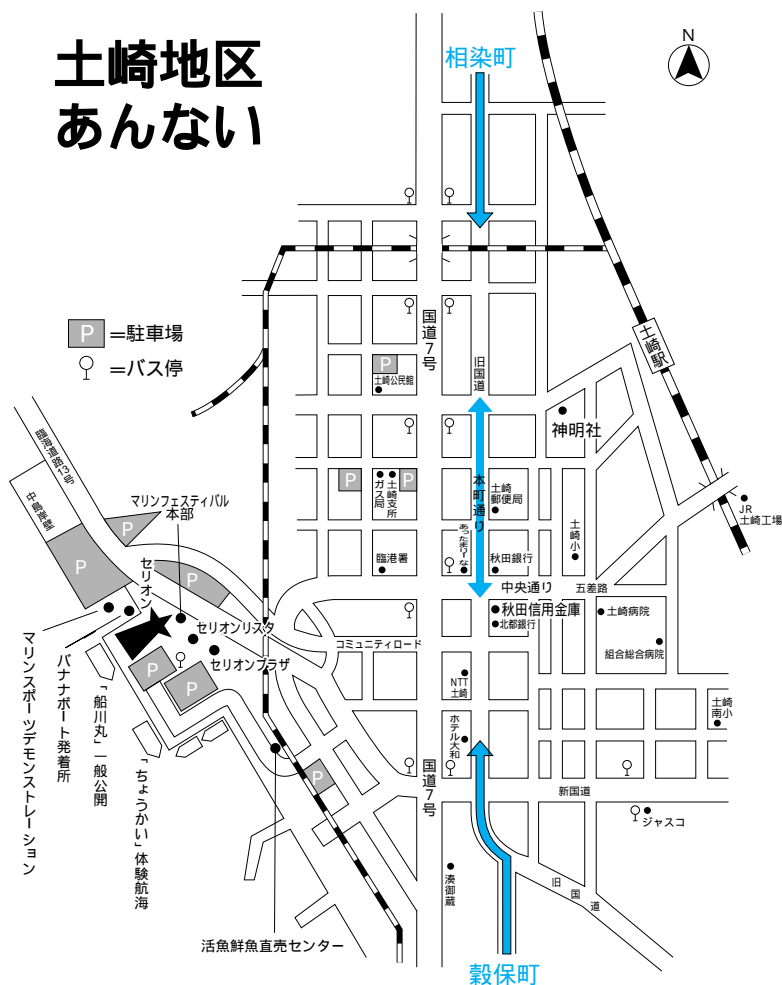 土崎地区
あんない
相染町
N
P
=駐車場
=バス停
国道7号
旧国道
土崎駅
P
土崎公民館
神明社
臨海道路13号
中島岸壁
マリンフェスティバル
本部
P
P
P
セリオン
セリオンリスタ
セリオンプラザ
P
P
P
P
P
ガス局
土崎支所
本町通り
土崎
郵便局
あったまりーな
臨港署
秋田銀行
土崎小
JR
土崎工場
中央通り
五差路
秋田信用金庫
北都銀行
土崎病院
組合総合病院
コミュニティロード
NTT
土崎
ホテル大和
土崎
南小
国道7号
新国道
ジャスコ
湊御蔵
旧国道
マリンスポーツデモンストレーション
バナナボート発着所
「船川丸」一般公開
「ちょうかい」体験航海
活魚鮮魚直売センター
穀保町